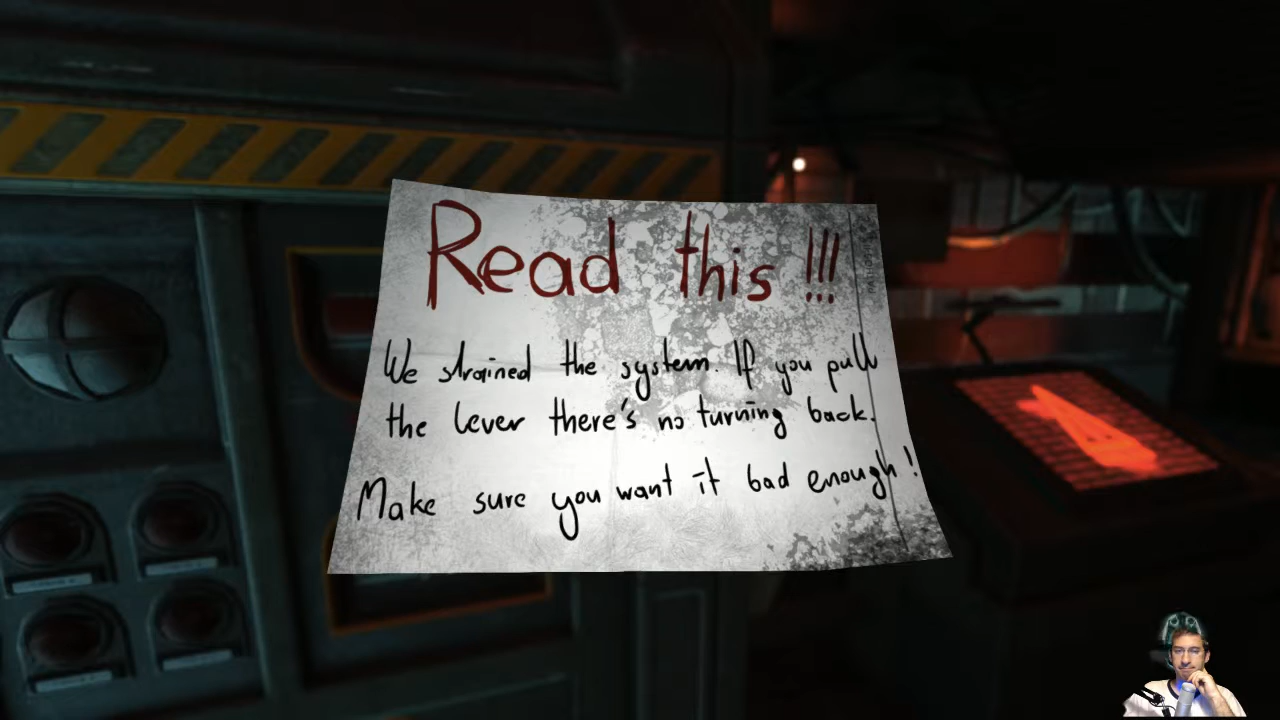 Read this !!!
We strained the system. If you pull
the lever there's no turning back.
Make sure you want it bad enough!